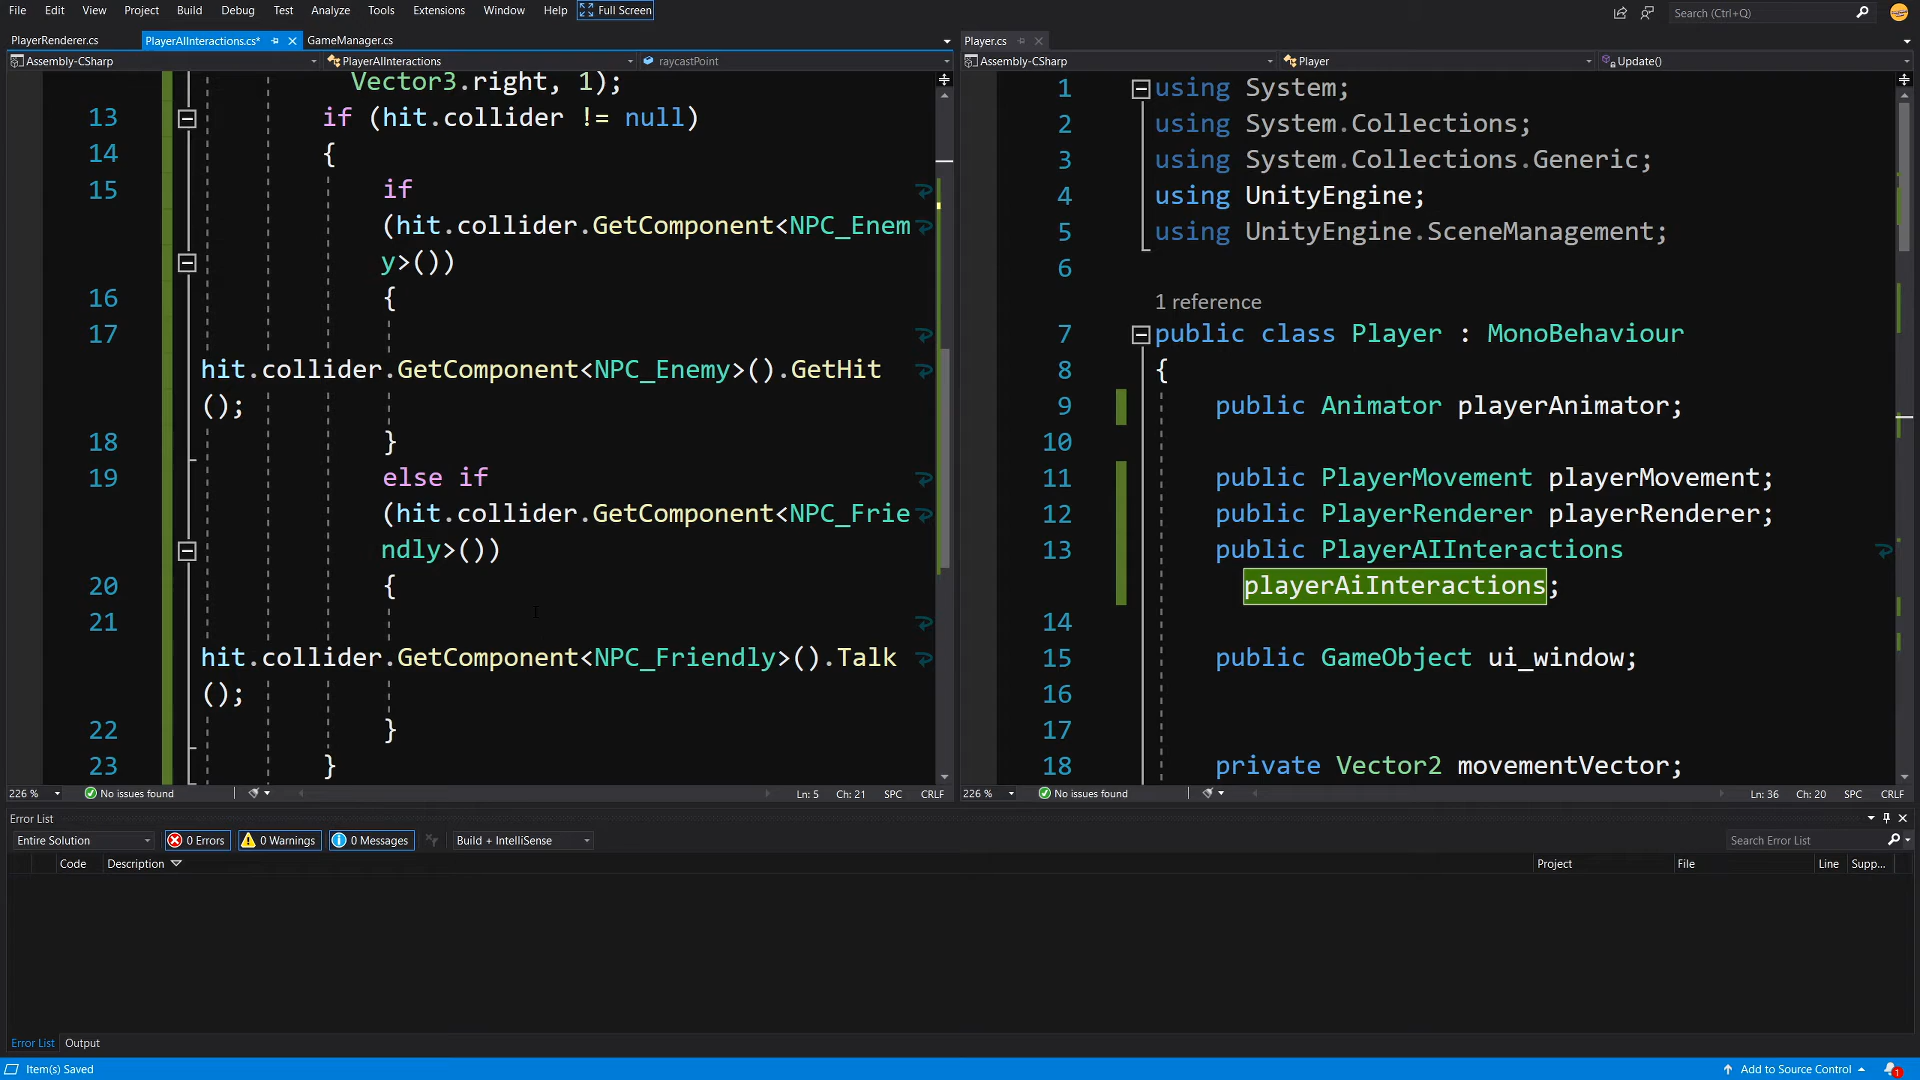 File Edit View Git Project Build Debug Test Analyze Tools Extensions Window Help Full Screen Search (Ctrl+Q)
PlayerRenderer.cs PlayerAIInteractions.cs* GameManager.cs
Assembly-CSharp PlayerAIInteractions raycastPoint
Vector3.right, 1);
13 if (hit.collider != null)
14 {
15 if
(hit.collider.GetComponent<NPC_Enem
y>())
16 {
17
hit.collider.GetComponent<NPC_Enemy>().GetHit
();
18 }
19 else if
(hit.collider.GetComponent<NPC_Frie
ndly>())
20 {
21
hit.collider.GetComponent<NPC_Friendly>().Talk
();
22 }
23 }
226 % No issues found Ln: 5 Ch: 21 SPC CRLF
Player.cs
Assembly-CSharp Player Update()
1 using System;
2 using System.Collections;
3 using System.Collections.Generic;
4 using UnityEngine;
5 using UnityEngine.SceneManagement;
6
1 reference
7 public class Player : MonoBehaviour
8 {
9 public Animator playerAnimator;
10
11 public PlayerMovement playerMovement;
12 public PlayerRenderer playerRenderer;
13 public PlayerAIInteractions
playerAiInteractions;
14
15 public GameObject ui_window;
16
17
18 private Vector2 movementVector;
226 % No issues found Ln: 36 Ch: 20 SPC CRLF
Error List
Entire Solution 0 Errors 0 Warnings 0 Messages Build + IntelliSense Search Error List
Code Description Project File Line Supp...
Error List Output
Item(s) Saved Add to Source Control 1